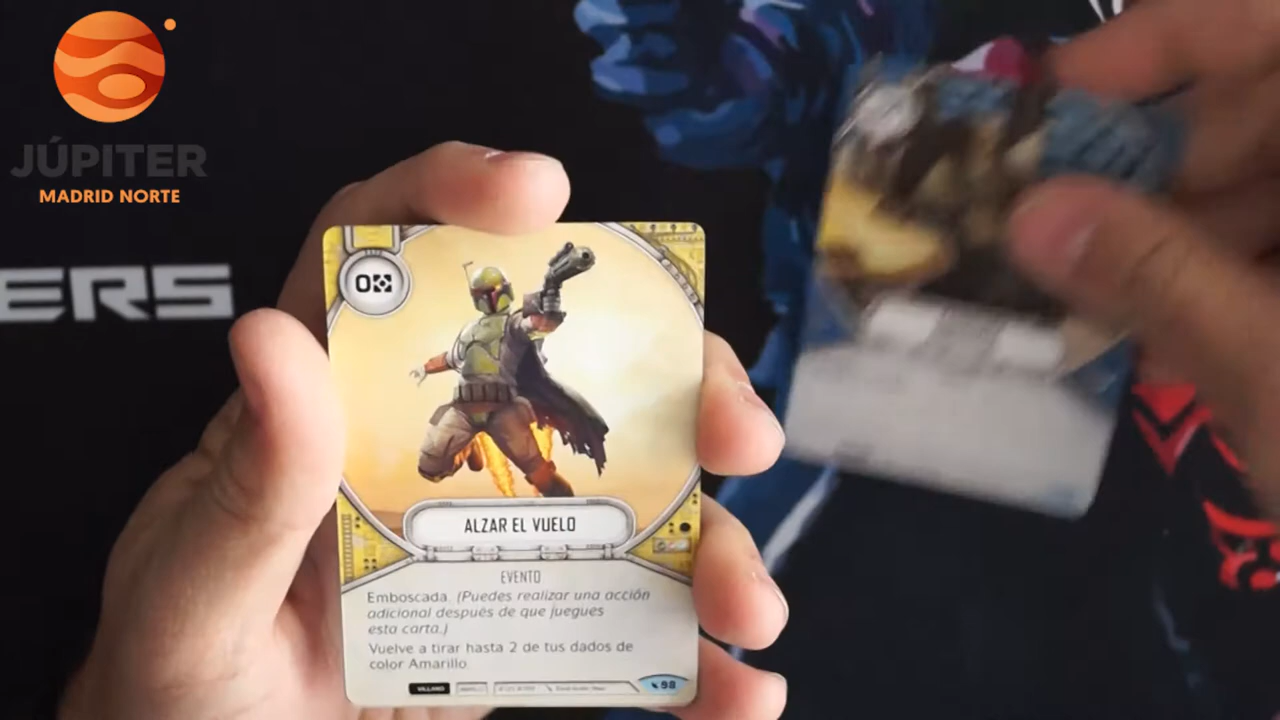 JÚPITER
MADRID NORTE
ERS
0
ALZAR EL VUELO
EVENTO
Emboscada. (Puedes realizar una acción
adicional después de que juegues
esta carta.)
Vuelve a tirar hasta 2 de tus dados de
color Amarillo
VILLANO
98